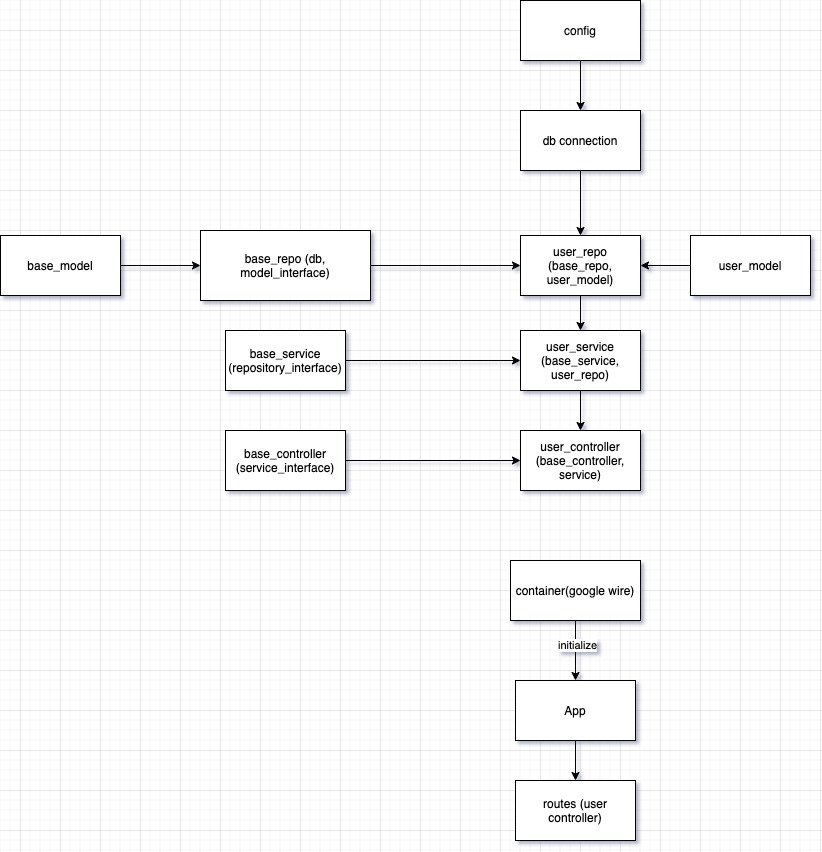 config
db connection
base_model
base_repo (db,
model_interface)
user_repo
(base_repo,
user_model)
user_model
base_service
(repository_interface)
user_service
(base_service,
user_repo)
base_controller
(service_interface)
user_controller
(base_controller,
service)
container(google wire)
initialize
App
routes (user
controller)